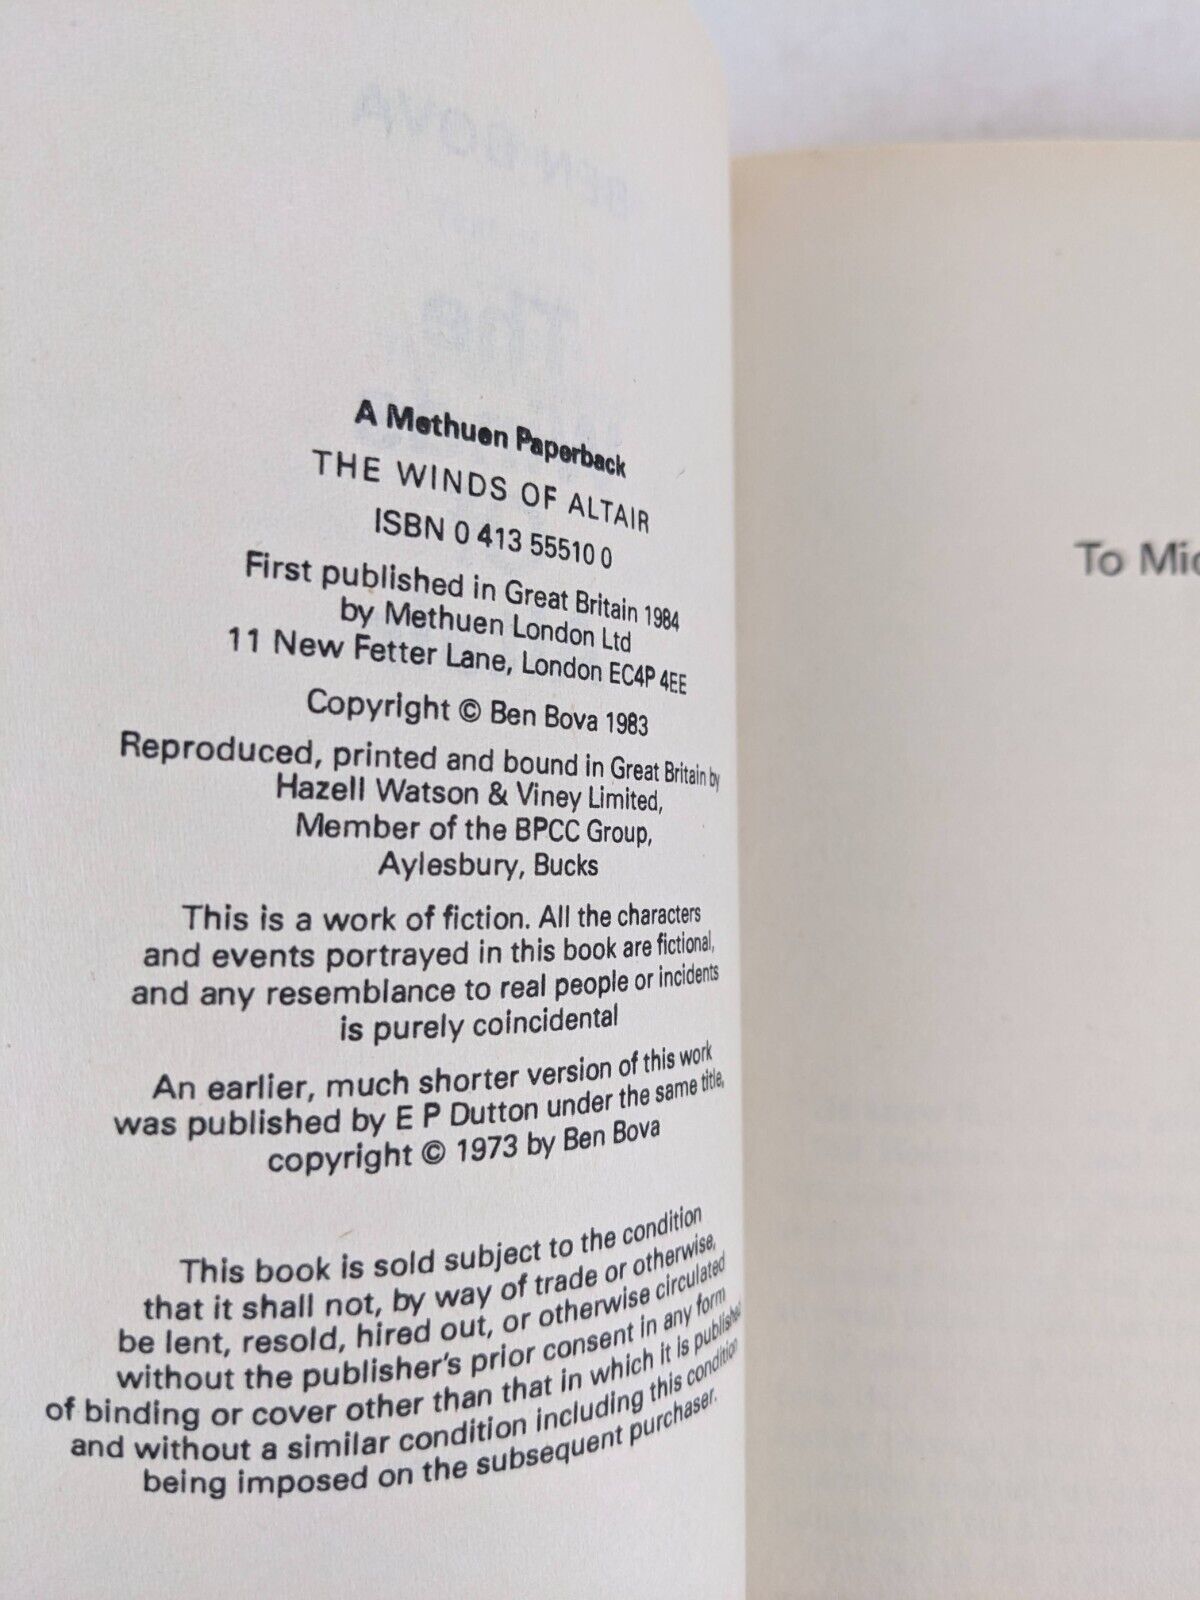 A Methuen Paperback
THE WINDS OF ALTAIR
ISBN 0 413 55510 0
First published in Great Britain 1984
by Methuen London Ltd
11 New Fetter Lane, London EC4P 4EE
Copyright © Ben Bova 1983
Reproduced, printed and bound in Great Britain by
Hazell Watson & Viney Limited,
Member of the BPCC Group,
Aylesbury, Bucks
This is a work of fiction. All the characters
and events portrayed in this book are fictional,
and any resemblance to real people or incidents
is purely coincidental
An earlier, much shorter version of this work
was published by E P Dutton under the same title,
copyright © 1973 by Ben Bova
This book is sold subject to the condition
that it shall not, by way of trade or otherwise,
be lent, resold, hired out, or otherwise circulated
without the publisher's prior consent in any form
of binding or cover other than that in which it is published
and without a similar condition including this condition
being imposed on the subsequent purchaser.
To